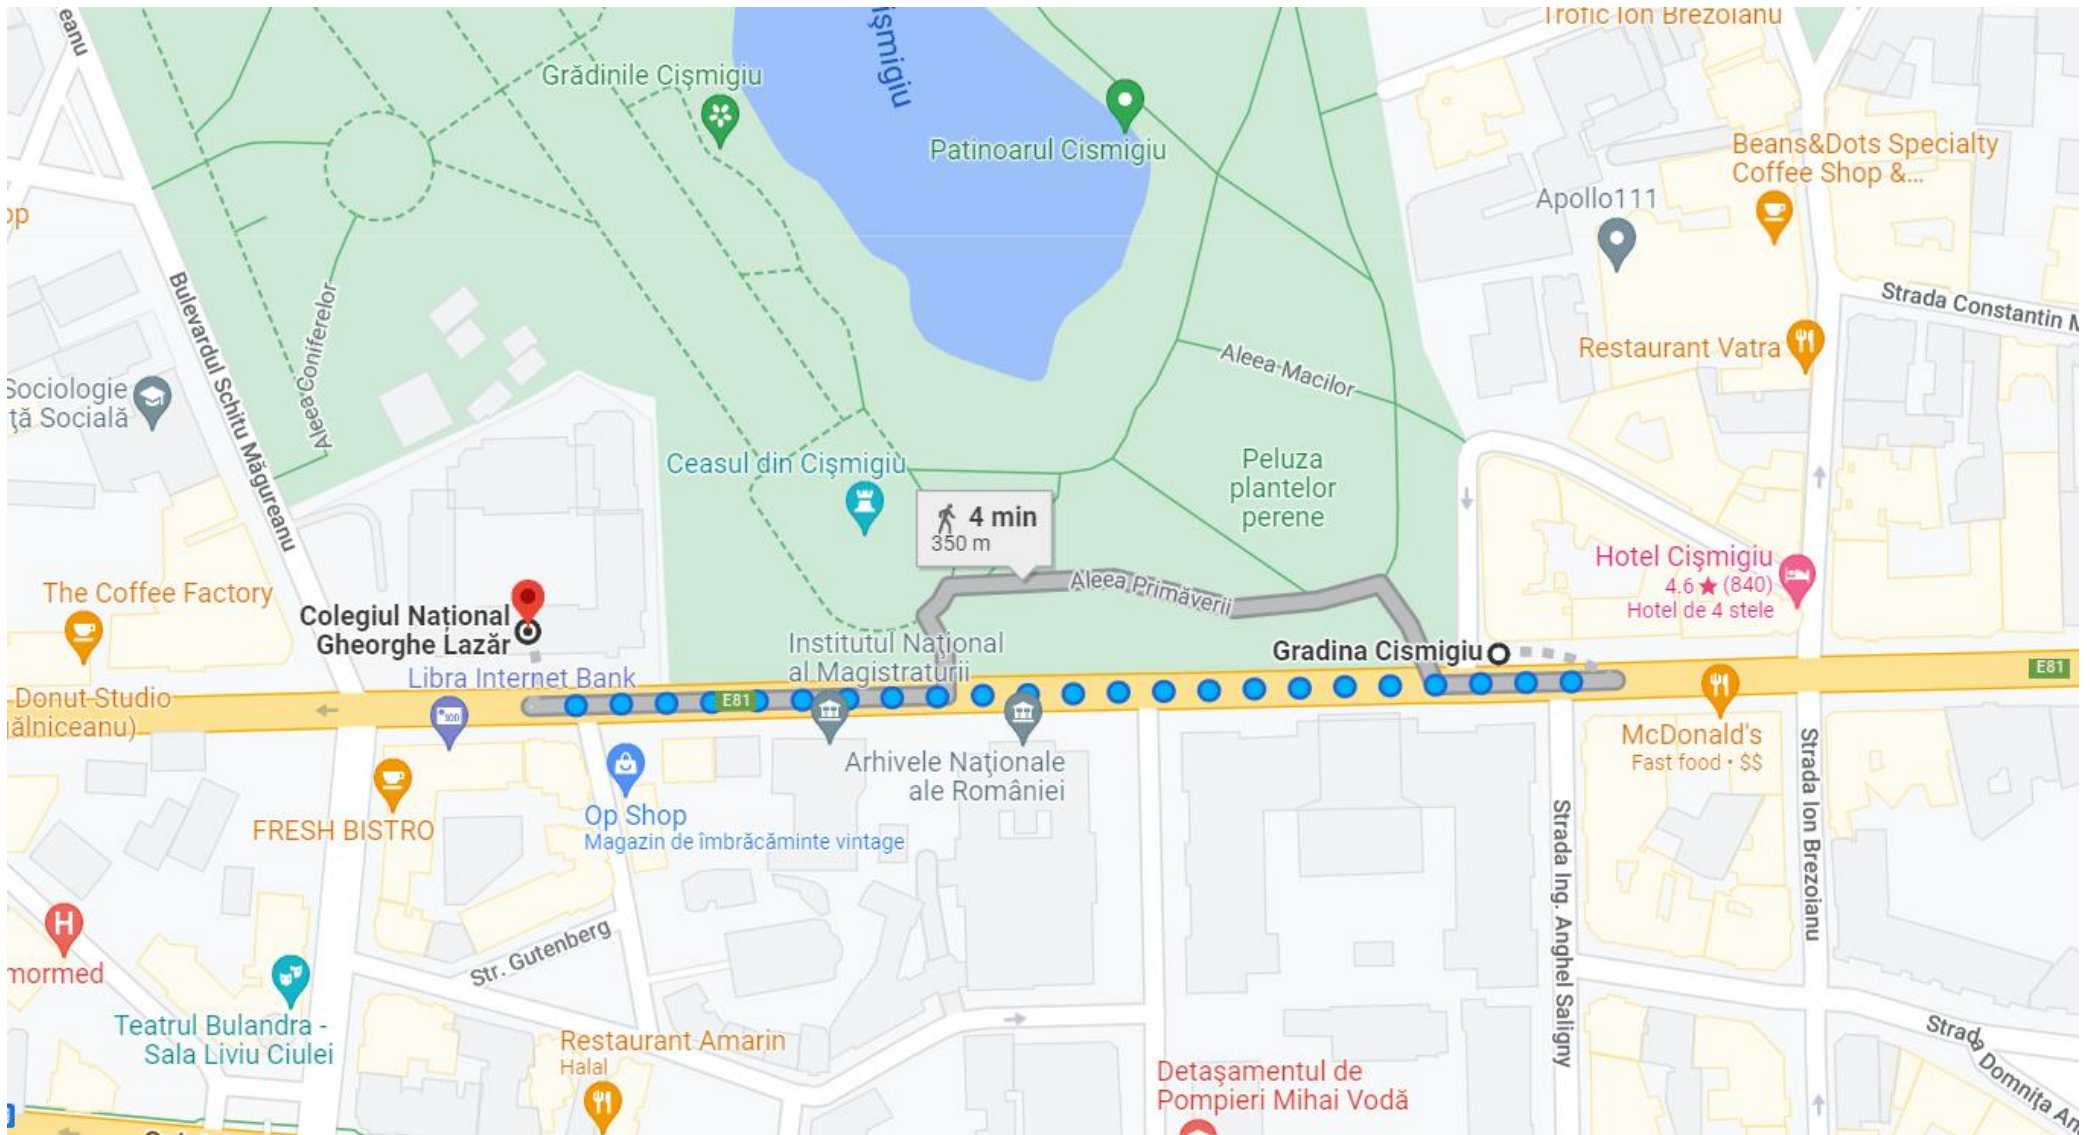 eanu
Cişmigiu
Trofic Ion Brezoianu
Grădinile Cişmigiu
Patinoarul Cismigiu
Beans&Dots Specialty
Coffee Shop &...
Apollo111
op
Bulevardul Schitu Măgureanu
Aleea Coniferelor
Strada Constantin M
Restaurant Vatra
Aleea Macilor
Sociologie
ţă Socială
Ceasul din Cişmigiu
Peluza
plantelor
perene
4 min
350 m
Hotel Cişmigiu
4.6 ★ (840)
Hotel de 4 stele
Aleea Primăverii
The Coffee Factory
Colegiul Național
Gheorghe Lazăr
Institutul Naţional
al Magistraturii
Gradina Cismigiu
E81
Libra Internet Bank
Donut Studio
ălniceanu)
E81
McDonald's
Fast food • $$
Arhivele Naţionale
ale României
Op Shop
Magazin de îmbrăcăminte vintage
FRESH BISTRO
Strada Ion Brezoianu
Strada Ing. Anghel Saligny
H
mormed
Str. Gutenberg
Teatrul Bulandra -
Sala Liviu Ciulei
Restaurant Amarin
Halal
Detaşamentul de
Pompieri Mihai Vodă
Strada Domniţa An